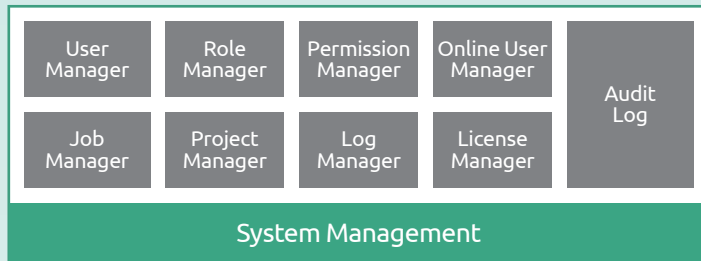 User
Manager
Role
Manager
Permission
Manager
Online User
Manager
Audit
Log
Job
Manager
Project
Manager
Log
Manager
License
Manager
System Management